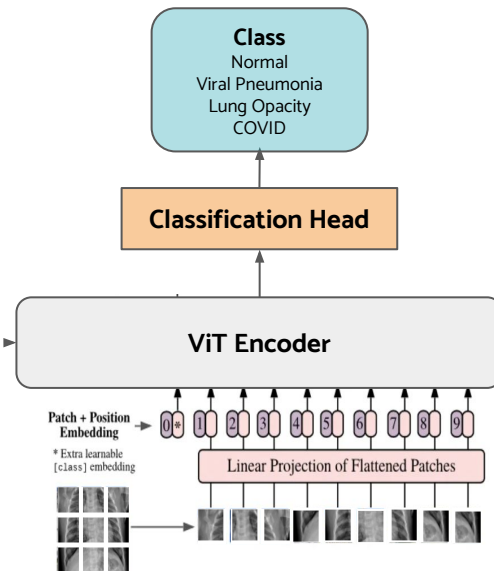 Class
Normal
Viral Pneumonia
Lung Opacity
COVID
Classification Head
ViT Encoder
Patch + Position
Embedding
0 * 1 2 3 4 5 6 7 8 9
* Extra learnable
[class] embedding
Linear Projection of Flattened Patches